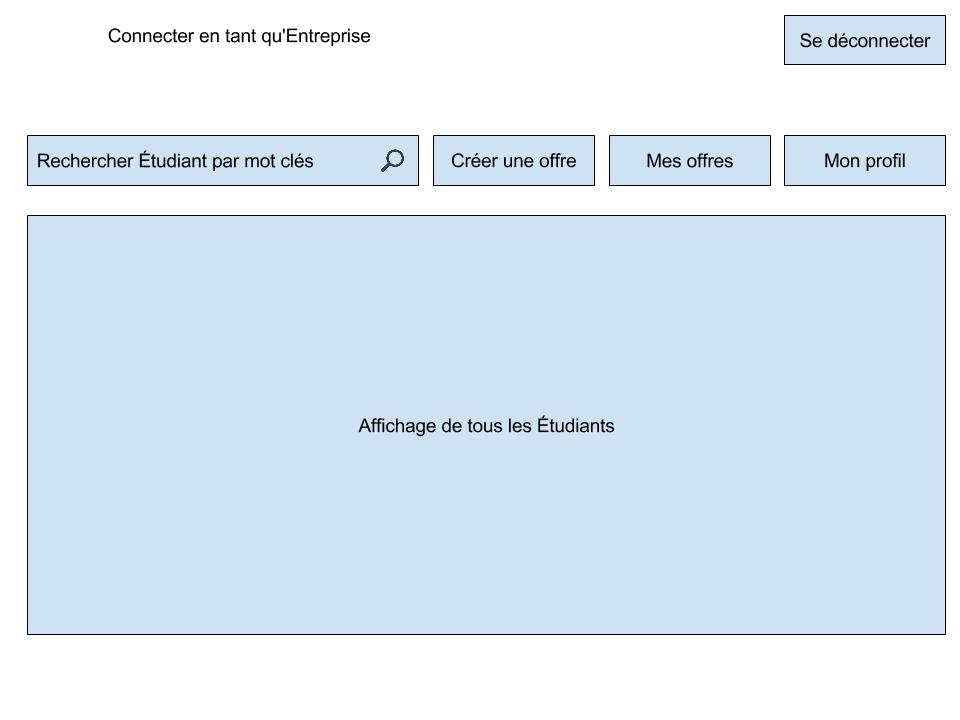 Connecter en tant qu'Entreprise
Se déconnecter
Rechercher Étudiant par mot clés
Créer une offre
Mes offres
Mon profil
Affichage de tous les Étudiants